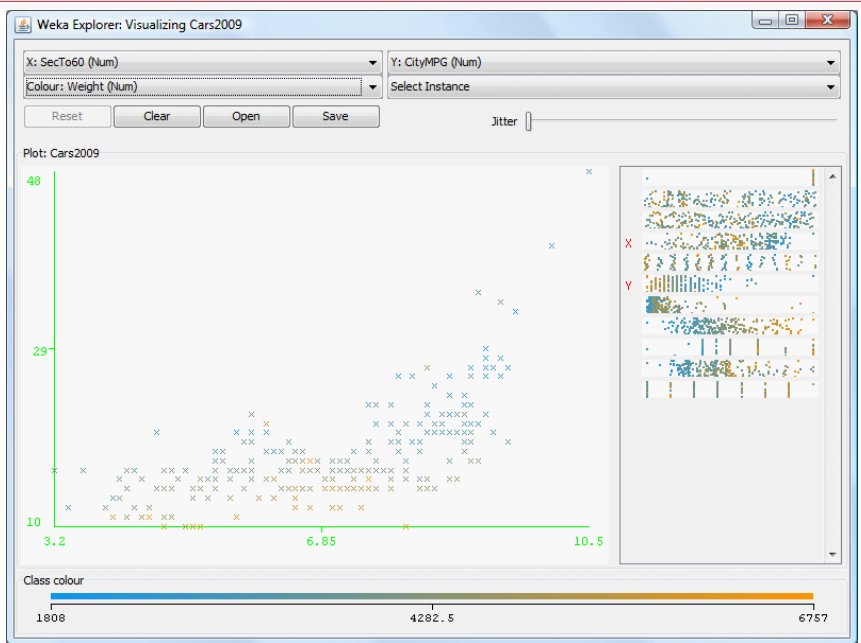 Weka Explorer: Visualizing Cars2009
X: SecTo60 (Num)
Y: CityMPG (Num)
Colour: Weight (Num)
Select Instance
Reset
Clear
Open
Save
Jitter
Plot: Cars2009
48
29
10
3.2
6.85
10.5
X
Y
Class colour
1808
4282.5
6757